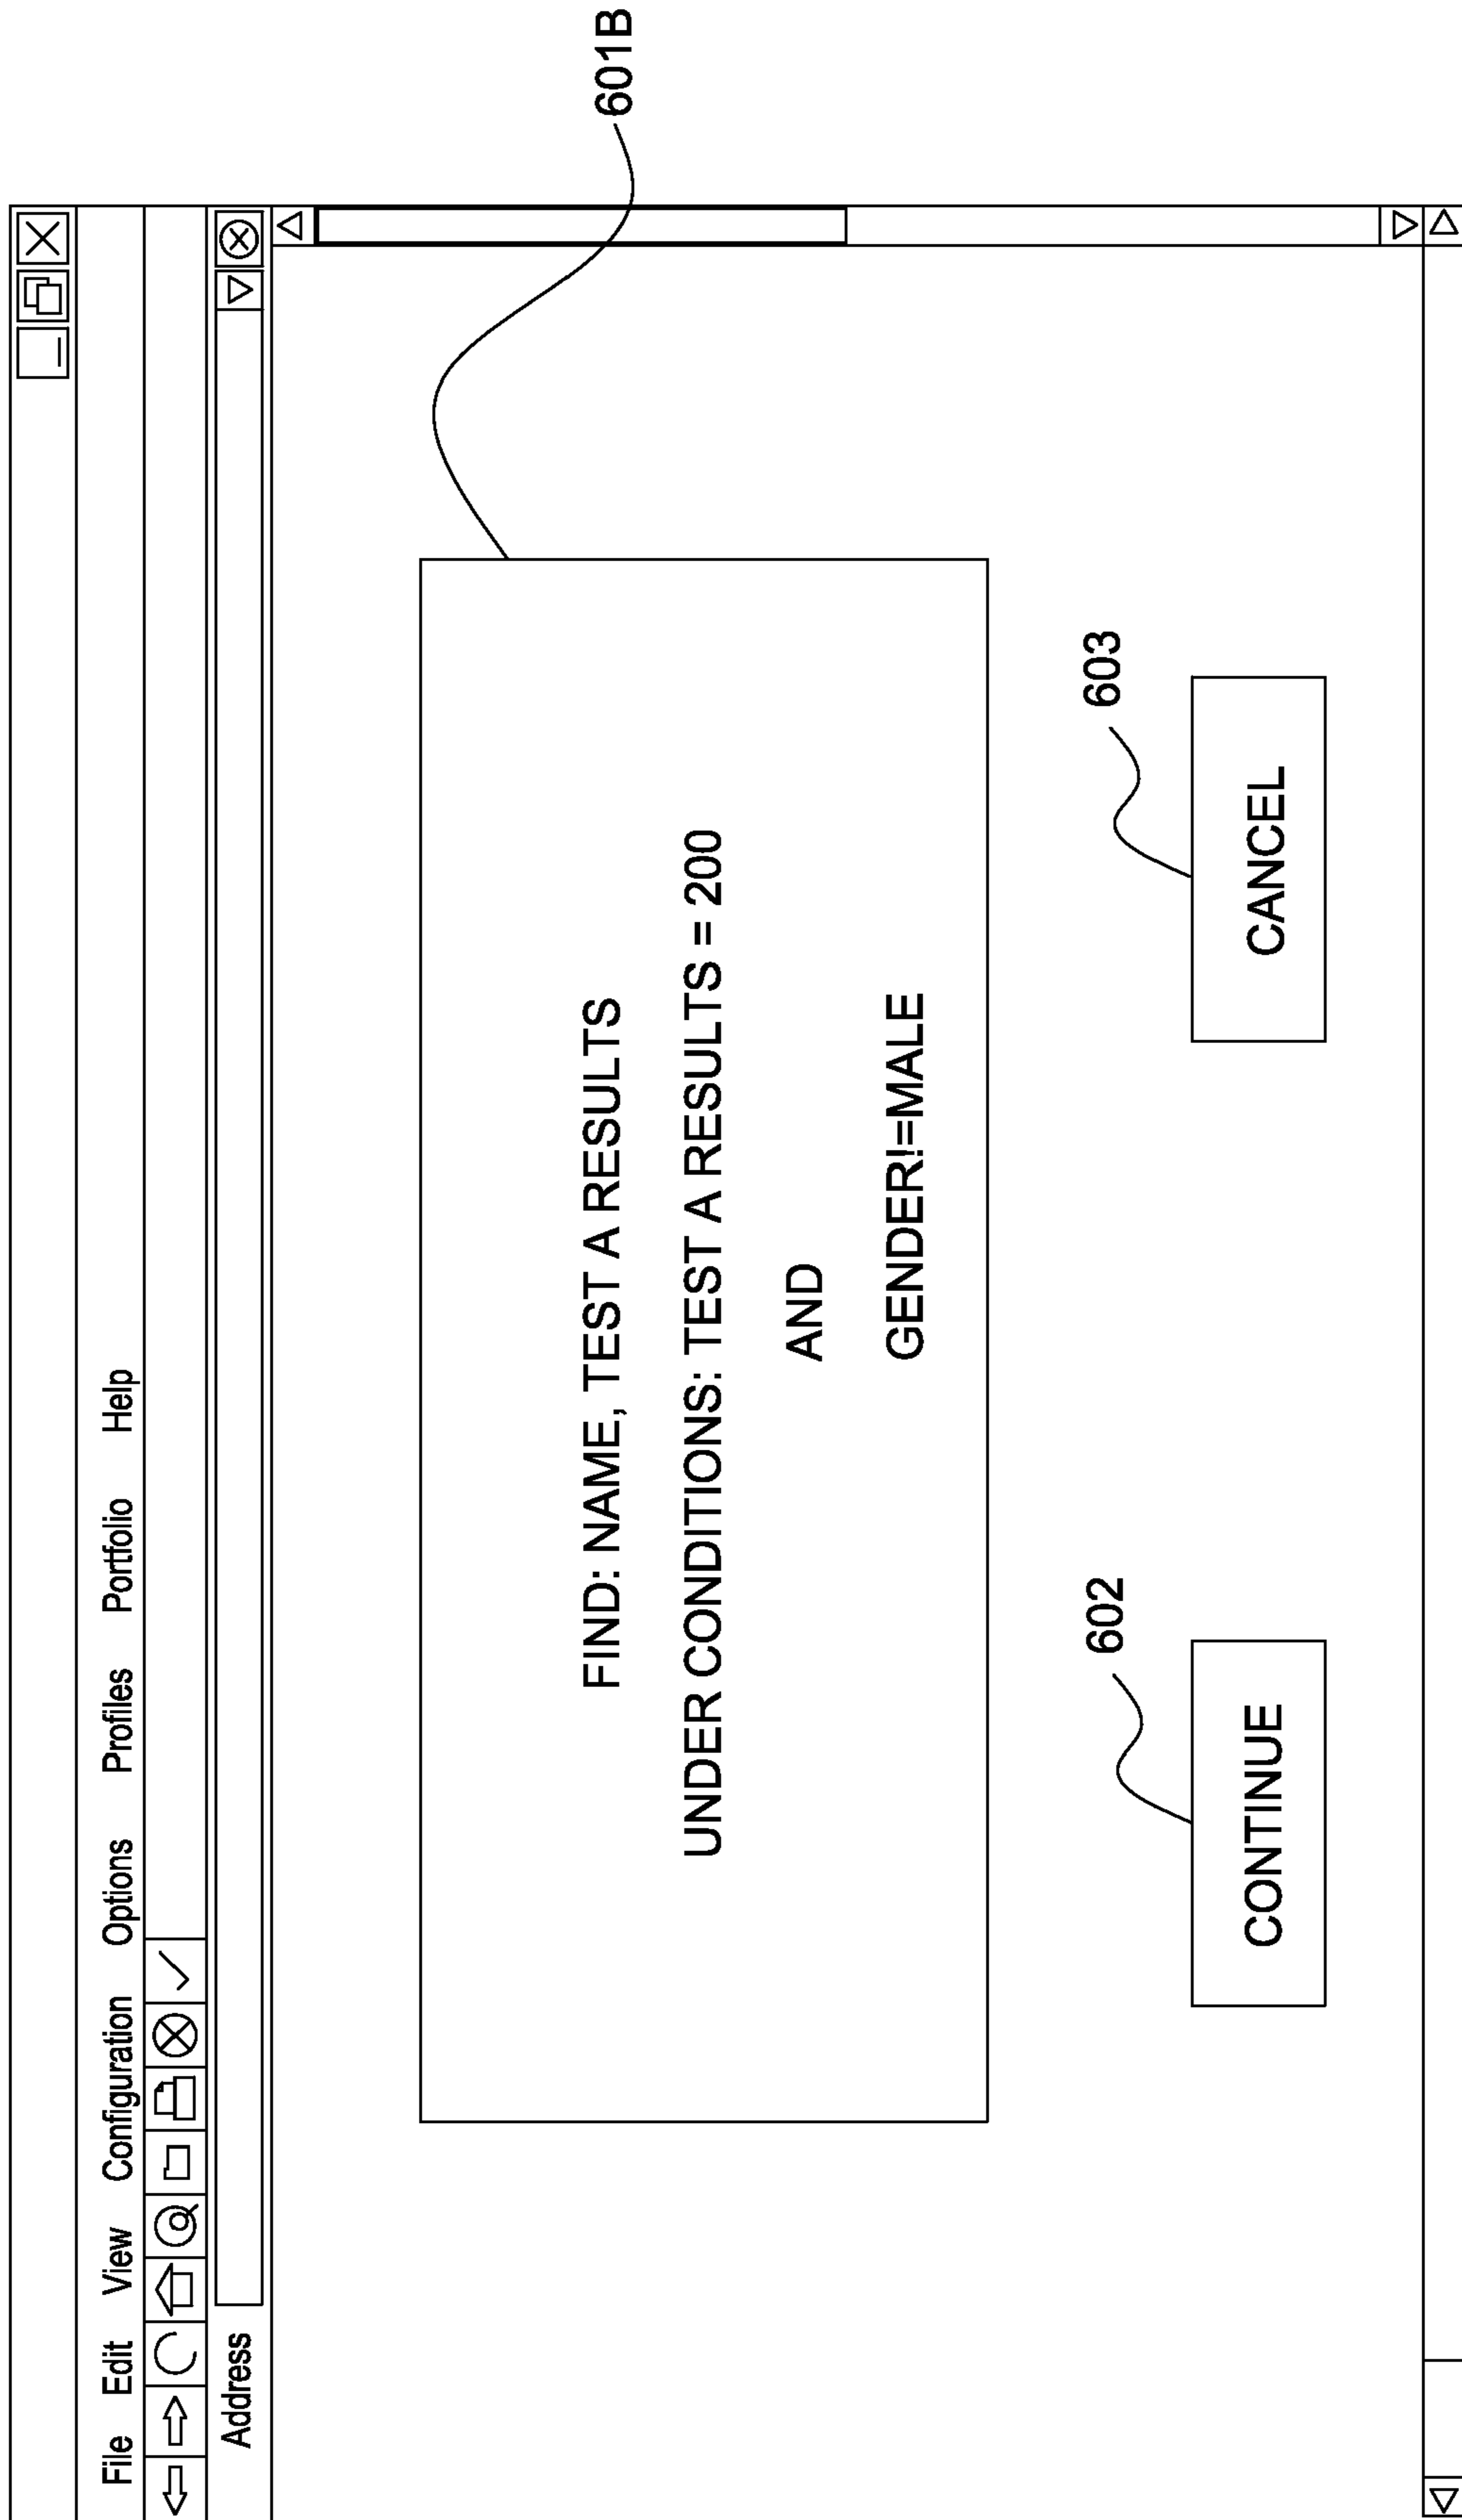 File Edit View Configuration Options Profiles Portfolio Help
Address
601B
FIND: NAME, TEST A RESULTS
UNDER CONDITIONS: TEST A RESULTS = 200
AND
GENDER!=MALE
602
603
CONTINUE
CANCEL